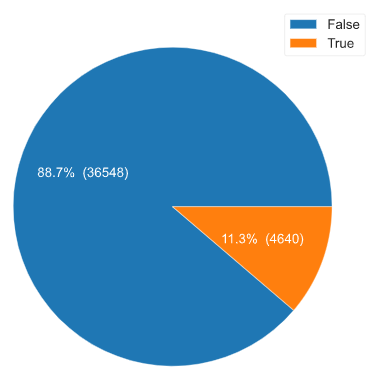 False
True
88.7% (36548)
11.3% (4640)